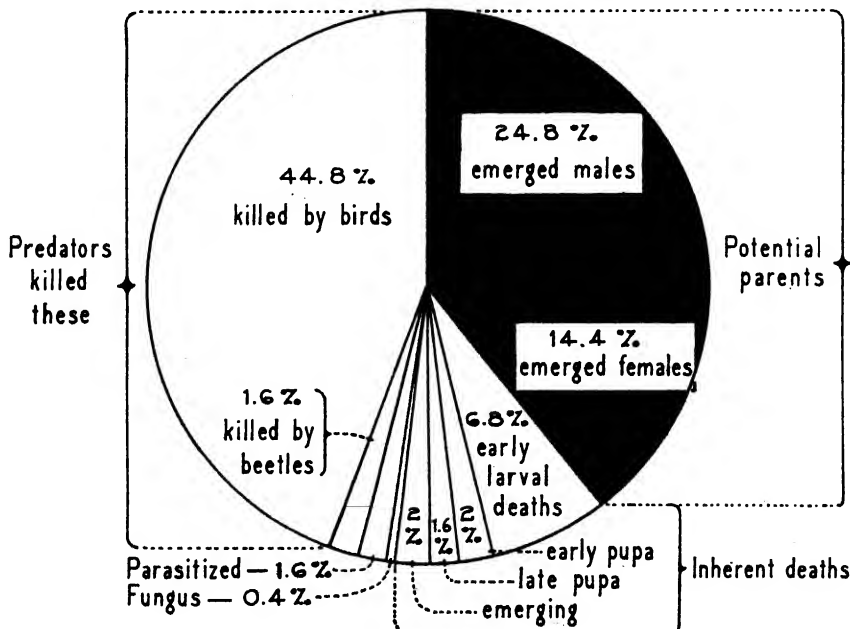 24.8 %
emerged males
44.8 %
killed by birds
Predators
killed
these
Potential
parents
14.4 %
emerged females
1.6 %
killed by
beetles
6.8%
early
larval
deaths
2
%
1.6
%
2
%
early pupa
late pupa
emerging
Inherent deaths
Parasitized — 1.6 %
Fungus — 0.4 %